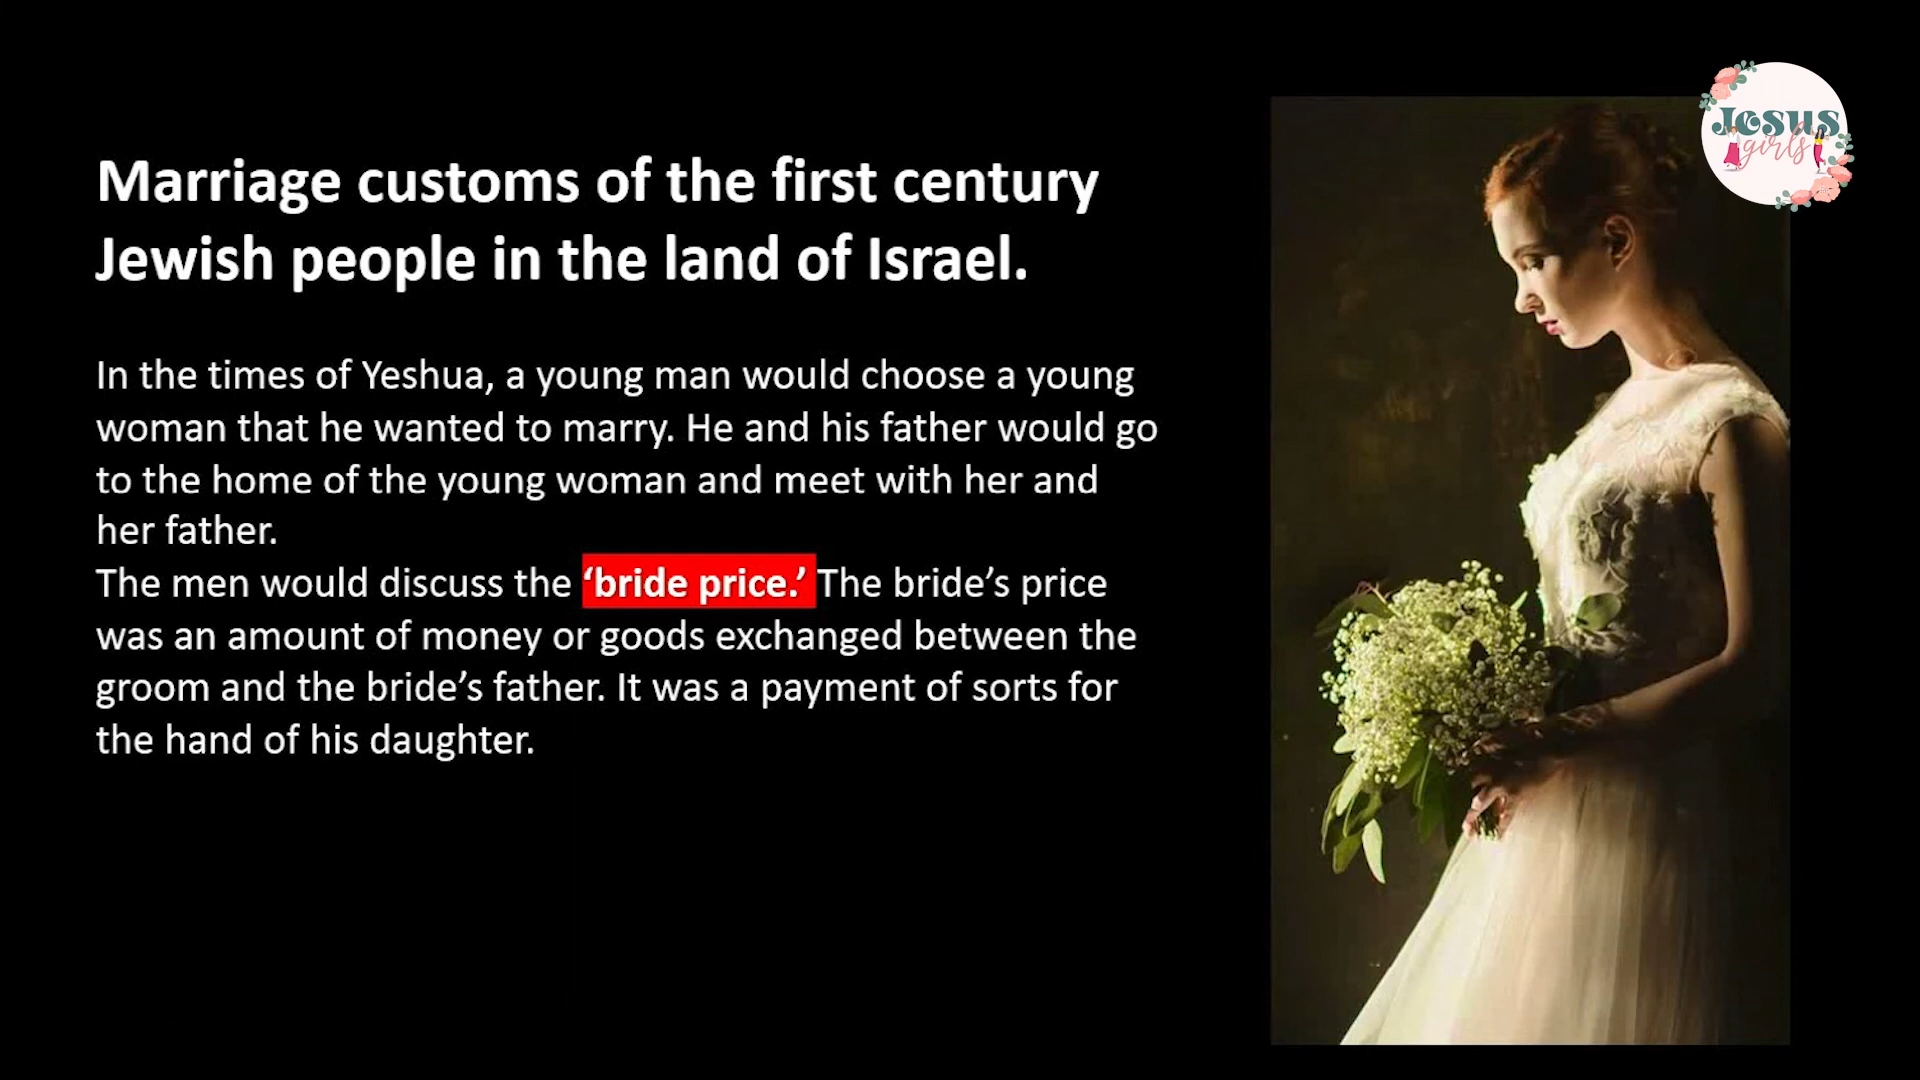 Jesus
girls
Marriage customs of the first century
Jewish people in the land of Israel.
In the times of Yeshua, a young man would choose a young
woman that he wanted to marry. He and his father would go
to the home of the young woman and meet with her and
her father.
The men would discuss the ‘bride price.’ The bride’s price
was an amount of money or goods exchanged between the
groom and the bride’s father. It was a payment of sorts for
the hand of his daughter.